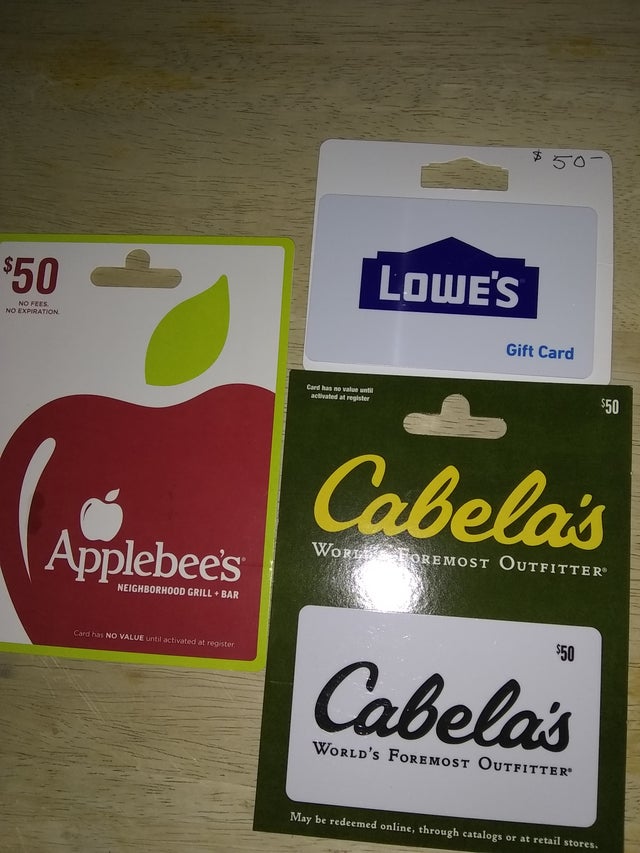 $50
NO FEES.
NO EXPIRATION.
Applebee's
NEIGHBORHOOD GRILL + BAR
Card has NO VALUE until activated at register
$ 50-
LOWE'S
Gift Card
Card has no value until
activated at register
$50
Cabela's
WORLD'S FOREMOST OUTFITTER®
$50
Cabela's
WORLD'S FOREMOST OUTFITTER®
May be redeemed online, through catalogs or at retail stores.